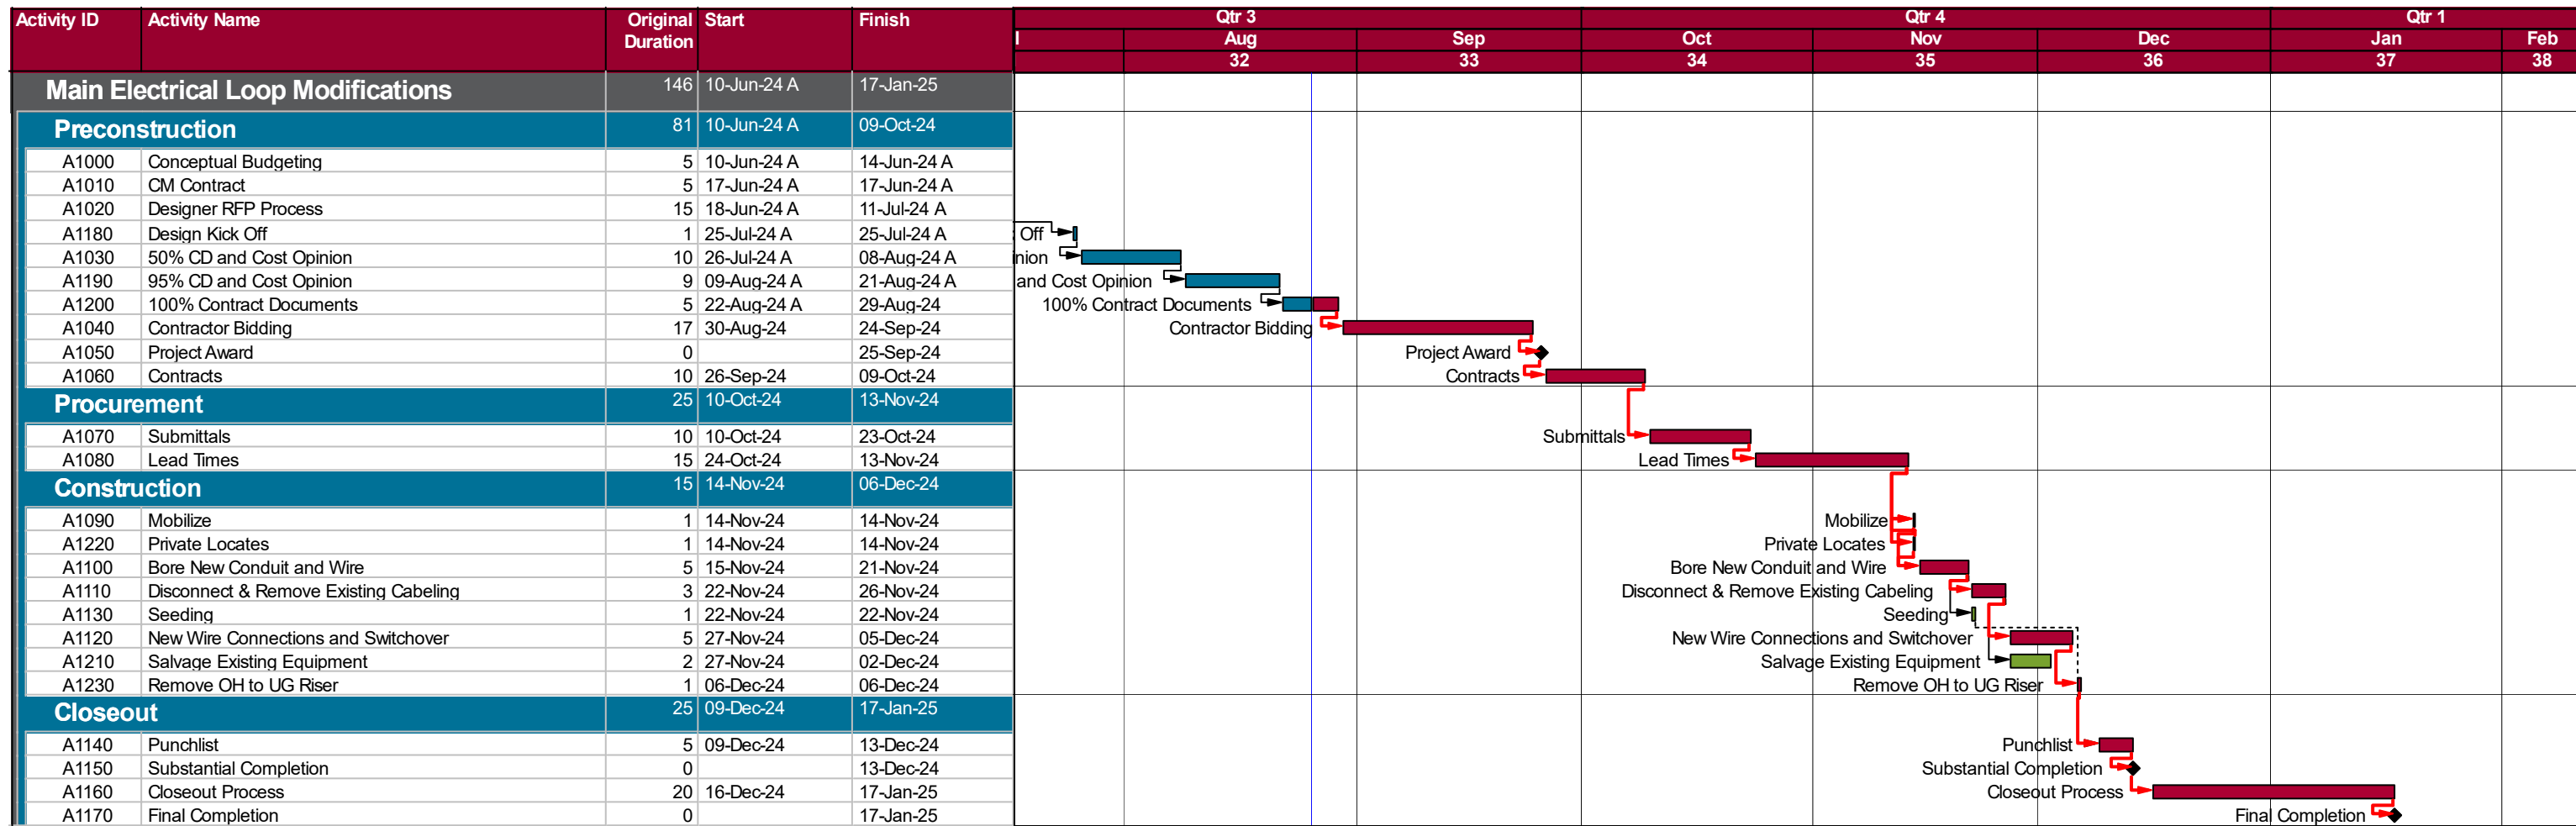 Activity ID Activity Name Original Duration Start Finish Qtr 3 Qtr 4 Qtr 1
Aug Sep Oct Nov Dec Jan Feb
32 33 34 35 36 37 38
Main Electrical Loop Modifications 146 10-Jun-24 A 17-Jan-25
Preconstruction 81 10-Jun-24 A 09-Oct-24
A1000 Conceptual Budgeting 5 10-Jun-24 A 14-Jun-24 A
A1010 CM Contract 5 17-Jun-24 A 17-Jun-24 A
A1020 Designer RFP Process 15 18-Jun-24 A 11-Jul-24 A
A1180 Design Kick Off 1 25-Jul-24 A 25-Jul-24 A Off
A1030 50% CD and Cost Opinion 10 26-Jul-24 A 08-Aug-24 A inion
A1190 95% CD and Cost Opinion 9 09-Aug-24 A 21-Aug-24 A and Cost Opinion
A1200 100% Contract Documents 5 22-Aug-24 A 29-Aug-24 100% Contract Documents
A1040 Contractor Bidding 17 30-Aug-24 24-Sep-24 Contractor Bidding
A1050 Project Award 0 25-Sep-24 Project Award
A1060 Contracts 10 26-Sep-24 09-Oct-24 Contracts
Procurement 25 10-Oct-24 13-Nov-24
A1070 Submittals 10 10-Oct-24 23-Oct-24 Submittals
A1080 Lead Times 15 24-Oct-24 13-Nov-24 Lead Times
Construction 15 14-Nov-24 06-Dec-24
A1090 Mobilize 1 14-Nov-24 14-Nov-24 Mobilize
A1220 Private Locates 1 14-Nov-24 14-Nov-24 Private Locates
A1100 Bore New Conduit and Wire 5 15-Nov-24 21-Nov-24 Bore New Conduit and Wire
A1110 Disconnect & Remove Existing Cabeling 3 22-Nov-24 26-Nov-24 Disconnect & Remove Existing Cabeling
A1130 Seeding 1 22-Nov-24 22-Nov-24 Seeding
A1120 New Wire Connections and Switchover 5 27-Nov-24 05-Dec-24 New Wire Connections and Switchover
A1210 Salvage Existing Equipment 2 27-Nov-24 02-Dec-24 Salvage Existing Equipment
A1230 Remove OH to UG Riser 1 06-Dec-24 06-Dec-24 Remove OH to UG Riser
Closeout 25 09-Dec-24 17-Jan-25
A1140 Punchlist 5 09-Dec-24 13-Dec-24 Punchlist
A1150 Substantial Completion 0 13-Dec-24 Substantial Completion
A1160 Closeout Process 20 16-Dec-24 17-Jan-25 Closeout Process
A1170 Final Completion 0 17-Jan-25 Final Completion